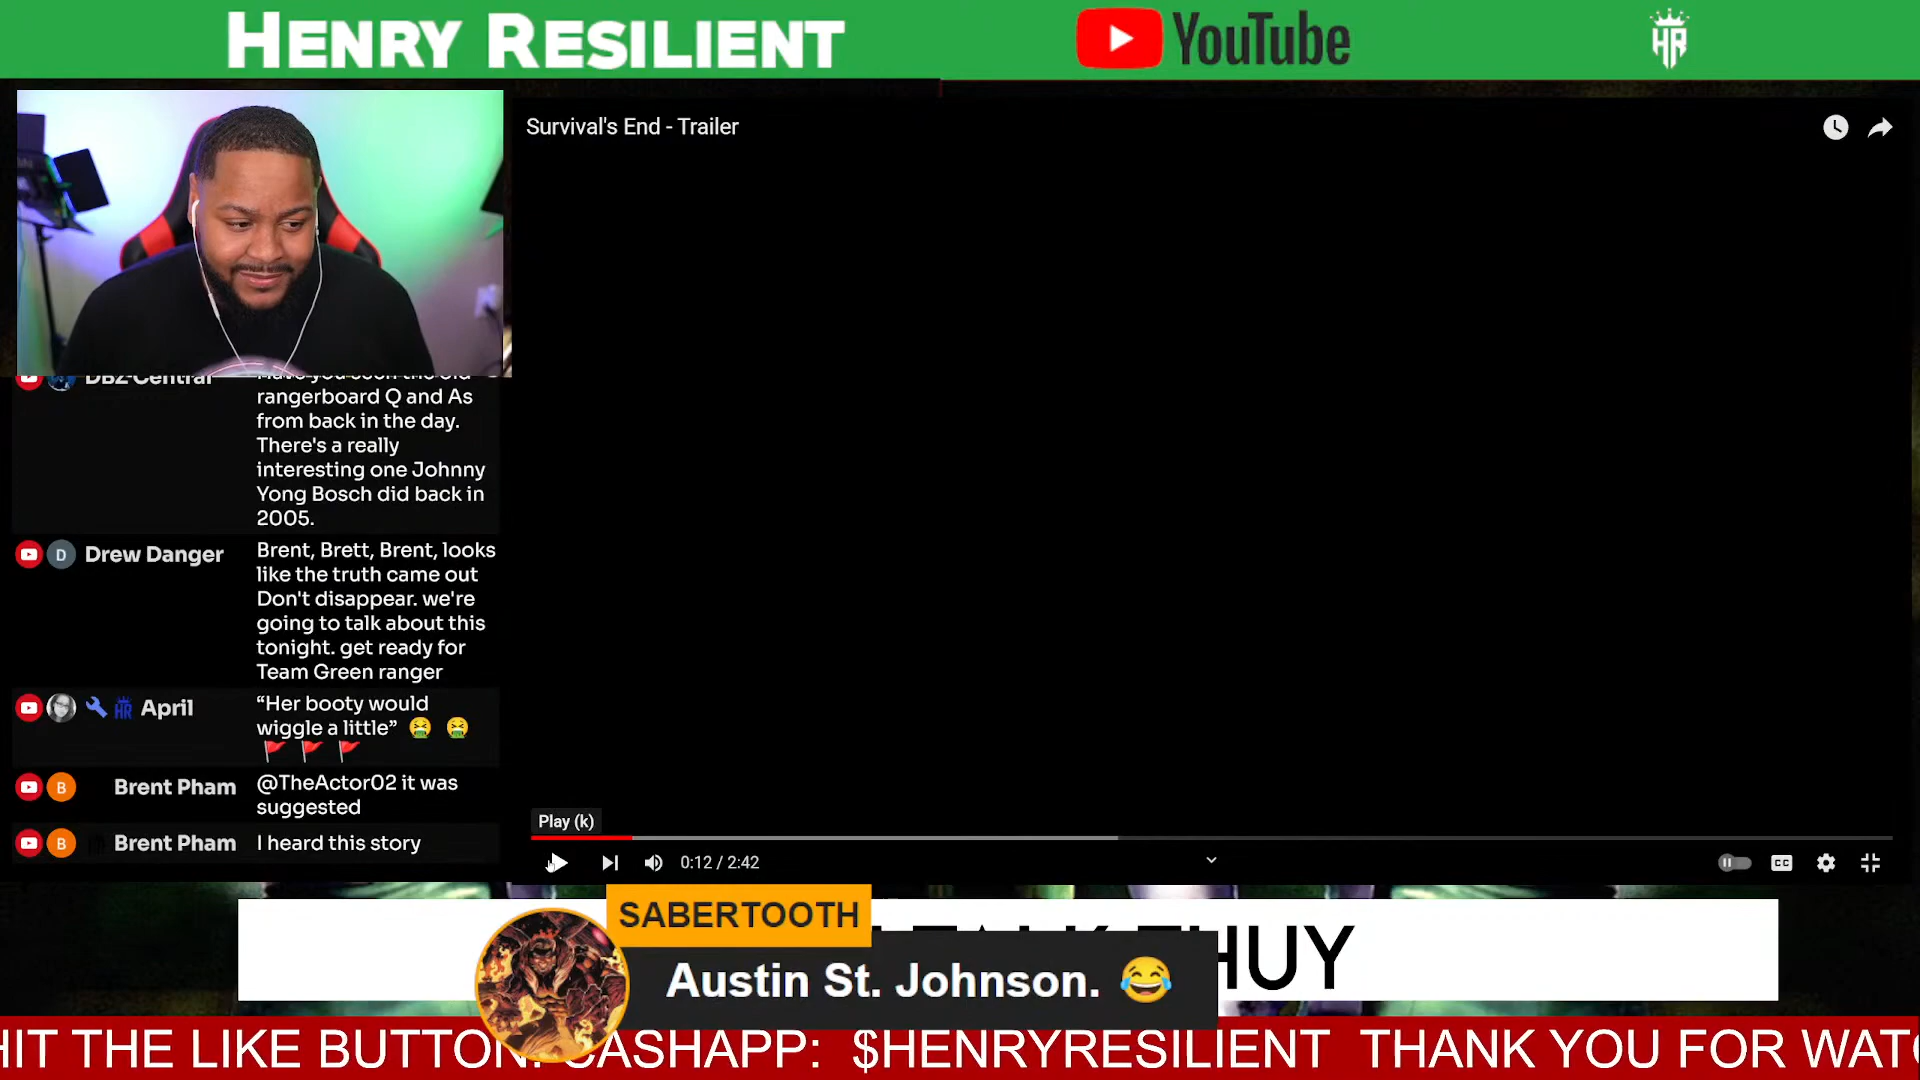 HENRY RESILIENT
YouTube
HR
Survival's End - Trailer
DBZ Central
rangerboard Q and As
from back in the day.
There's a really
interesting one Johnny
Yong Bosch did back in
2005.
D
Drew Danger
Brent, Brett, Brent, looks
like the truth came out
Don't disappear. we're
going to talk about this
tonight. get ready for
Team Green ranger
HR
April
“Her booty would
wiggle a little” 🤮 🤮
🚩 🚩 🚩
B
Brent Pham
@TheActor02 it was
suggested
B
Brent Pham
I heard this story
Play (k)
0:12 / 2:42
CC
SABERTOOTH
Austin St. Johnson. 😂
HUY
HIT THE LIKE BUTTON! CASHAPP: $HENRYRESILIENT THANK YOU FOR WATC